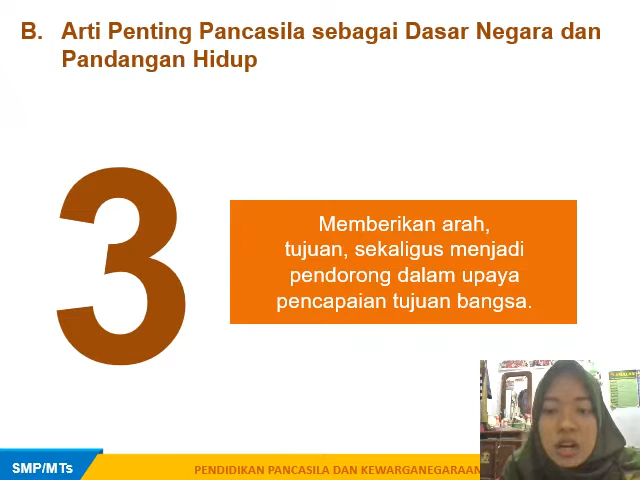 B. Arti Penting Pancasila sebagai Dasar Negara dan
Pandangan Hidup
3
Memberikan arah,
tujuan, sekaligus menjadi
pendorong dalam upaya
pencapaian tujuan bangsa.
SMP/MTs
PENDIDIKAN PANCASILA DAN KEWARGANEGARAAN